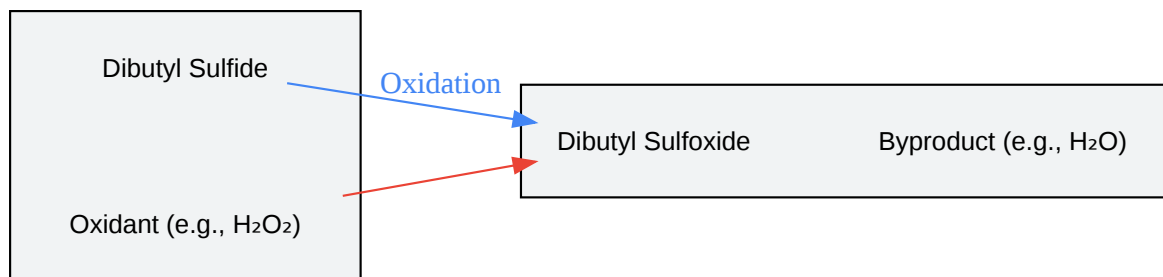 Dibutyl Sulfide
Oxidation
Dibutyl Sulfoxide
Byproduct (e.g., H₂O)
Oxidant (e.g., H₂O₂)